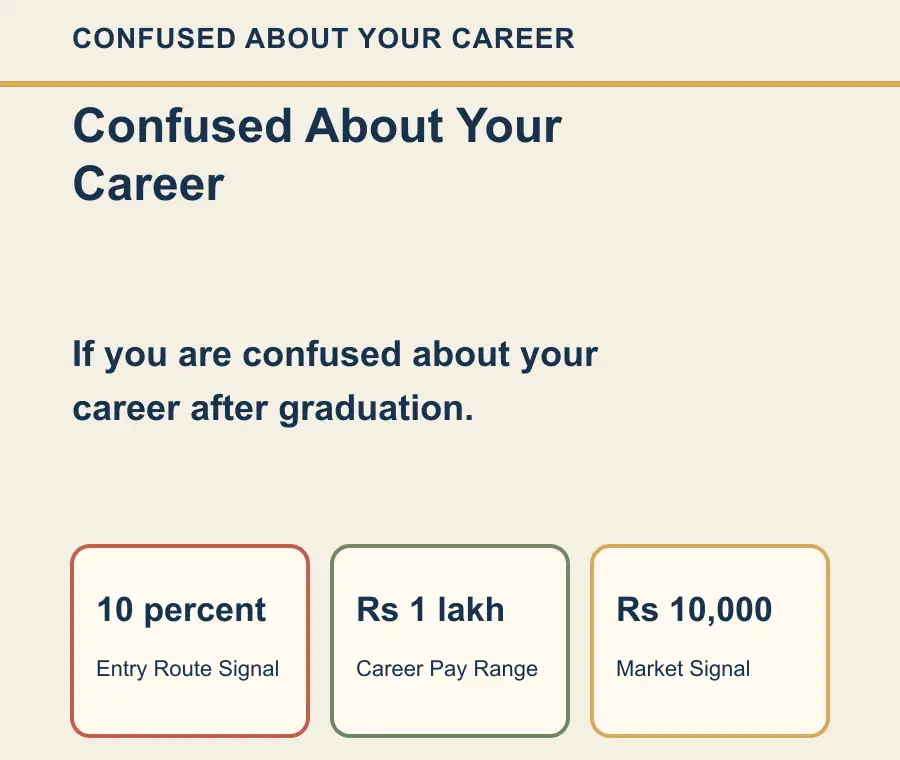 CONFUSED ABOUT YOUR CAREER
Confused About Your
Career
If you are confused about your
career after graduation.
10 percent
Entry Route Signal
Rs 1 lakh
Career Pay Range
Rs 10,000
Market Signal